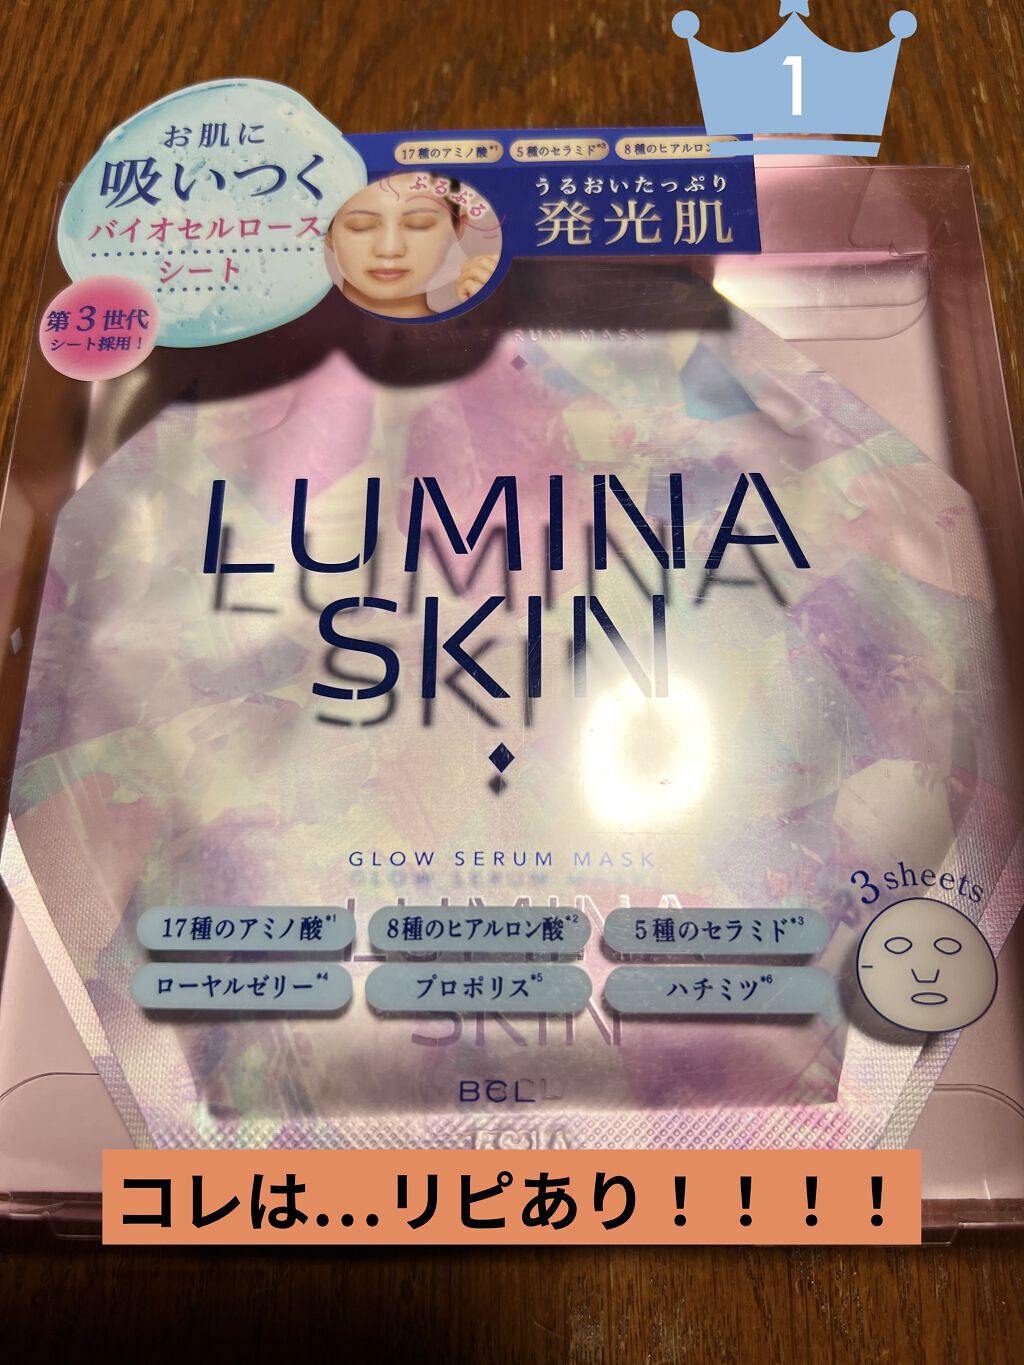 1
お肌に
吸いつく
バイオセルロース
シート
第3世代
シート採用!
17種のアミノ酸*1 5種のセラミド*3 8種のヒアルロン
ぷるぷる
うるおいたっぷり
発光肌
GLOW SERUM MASK
LUMINA
SKIN
GLOW SERUM MASK
3 sheets
17種のアミノ酸*1 8種のヒアルロン酸*2 5種のセラミド*3
ローヤルゼリー*4 プロポリス*5 ハチミツ*6
LUMINA
SKIN
BCL
コレは…リピあり！！！！